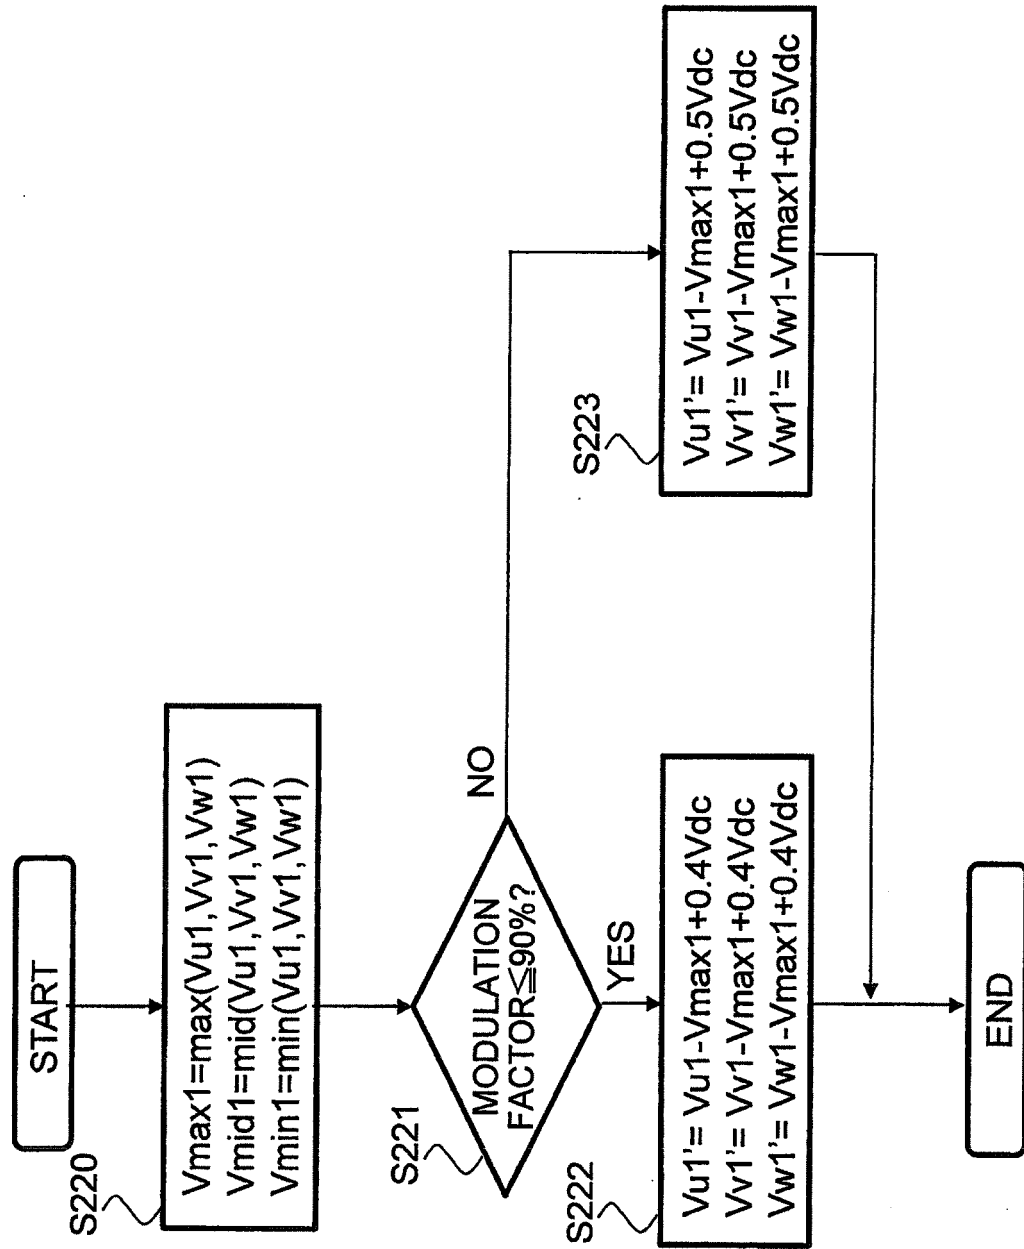 START
S220
Vmax1=max(Vu1,Vv1,Vw1)
Vmid1=mid(Vu1,Vv1,Vw1)
Vmin1=min(Vu1,Vv1,Vw1)
S221
MODULATION
FACTOR≦90%?
NO
YES
S222
Vu1'= Vu1-Vmax1+0.4Vdc
Vv1'= Vv1-Vmax1+0.4Vdc
Vw1'= Vw1-Vmax1+0.4Vdc
S223
Vu1'= Vu1-Vmax1+0.5Vdc
Vv1'= Vv1-Vmax1+0.5Vdc
Vw1'= Vw1-Vmax1+0.5Vdc
END